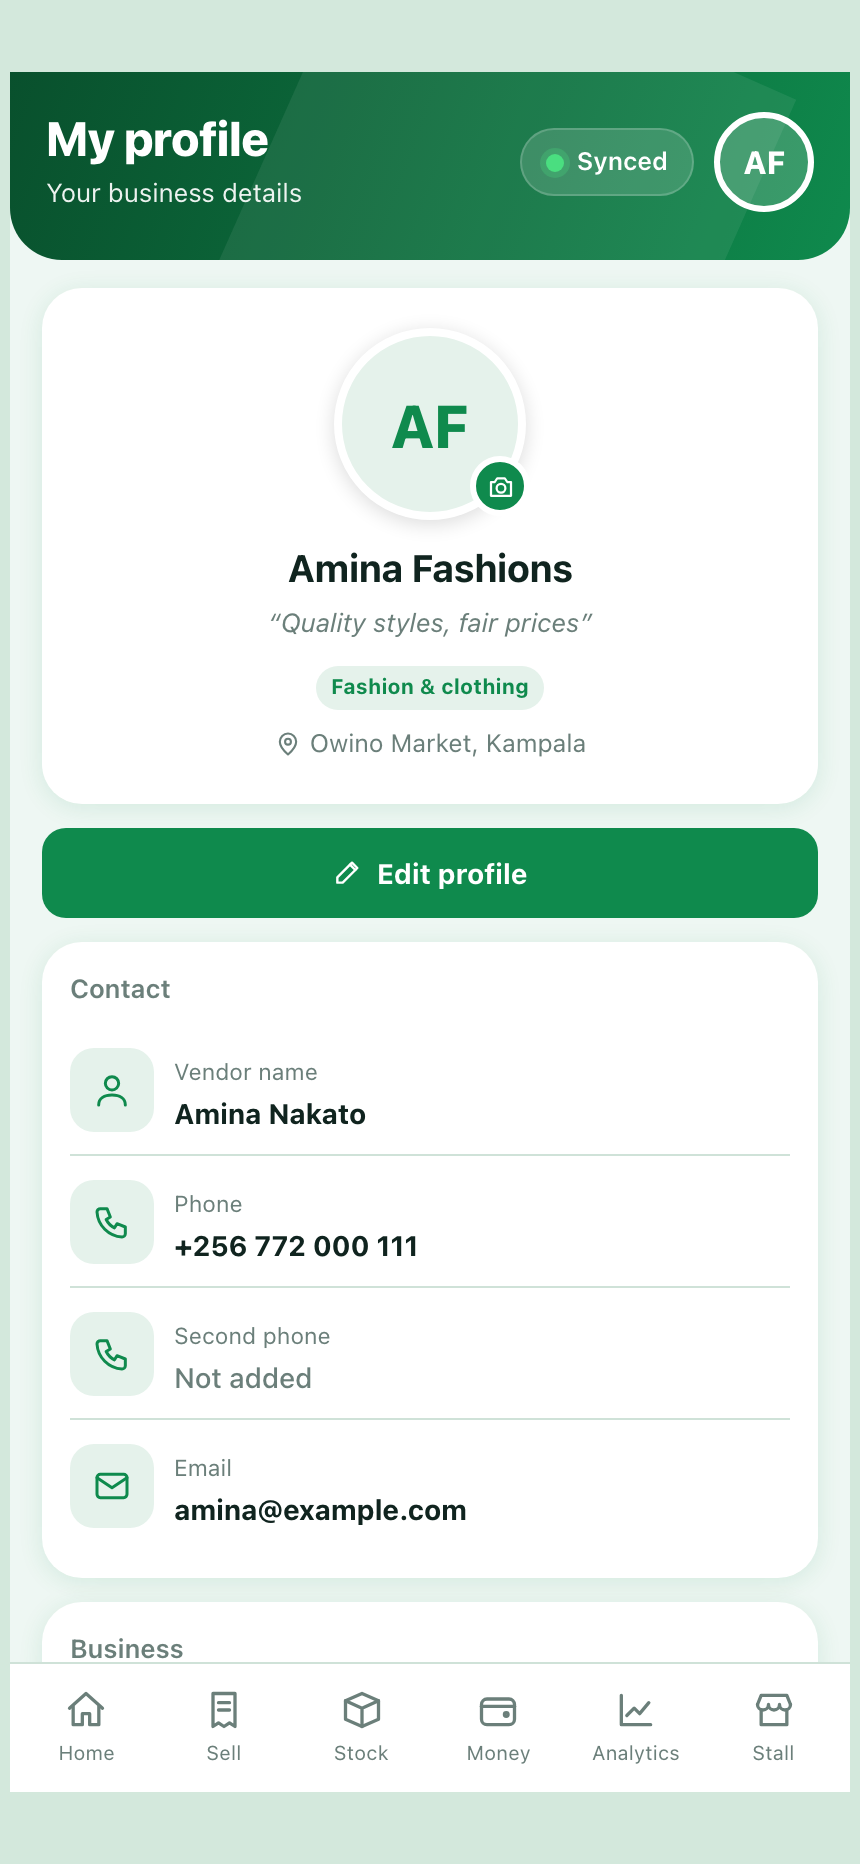 My profile
Your business details
Synced
AF
AF
Amina Fashions
“Quality styles, fair prices”
Fashion & clothing
Owino Market, Kampala
Edit profile
Contact
Vendor name
Amina Nakato
Phone
+256 772 000 111
Second phone
Not added
Email
amina@example.com
Business
Home
Sell
Stock
Money
Analytics
Stall